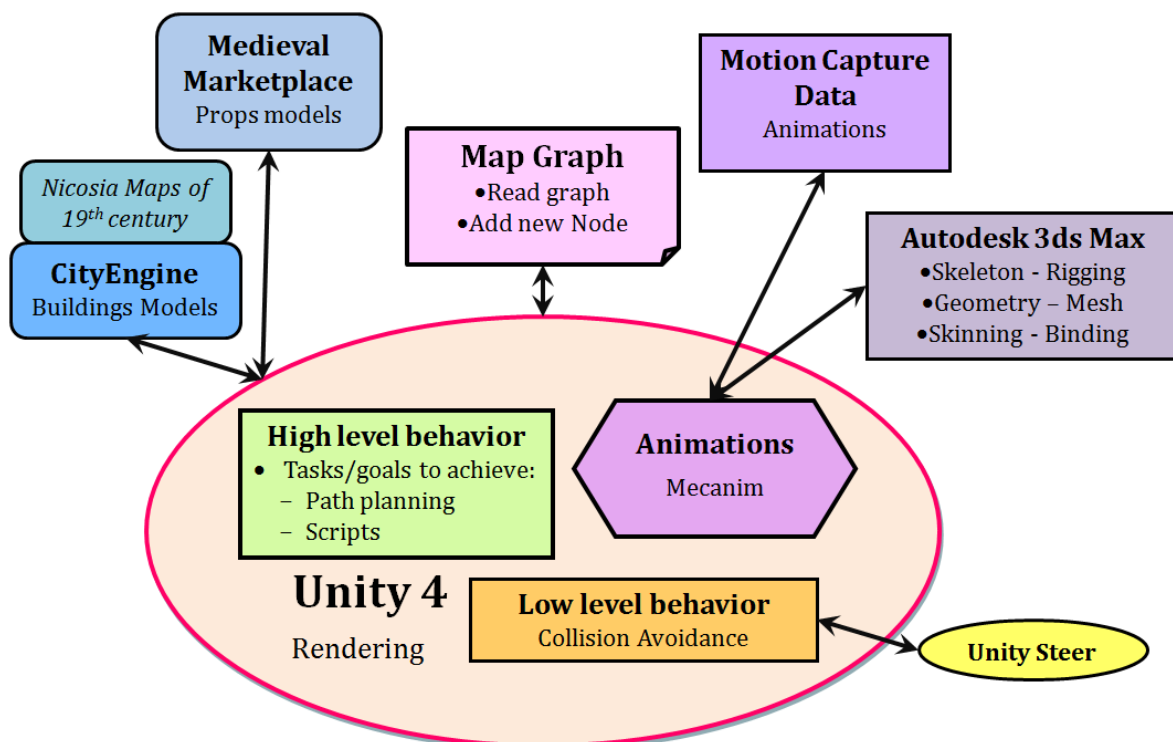 Medieval
Marketplace
Props models
Nicosia Maps of
19th century
CityEngine
Buildings Models
Map Graph
•Read graph
•Add new Node
Motion Capture
Data
Animations
Autodesk 3ds Max
•Skeleton - Rigging
•Geometry – Mesh
•Skinning - Binding
High level behavior
• Tasks/goals to achieve:
– Path planning
– Scripts
Animations
Mecanim
Unity 4
Rendering
Low level behavior
Collision Avoidance
Unity Steer